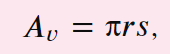 A_v = πrs,